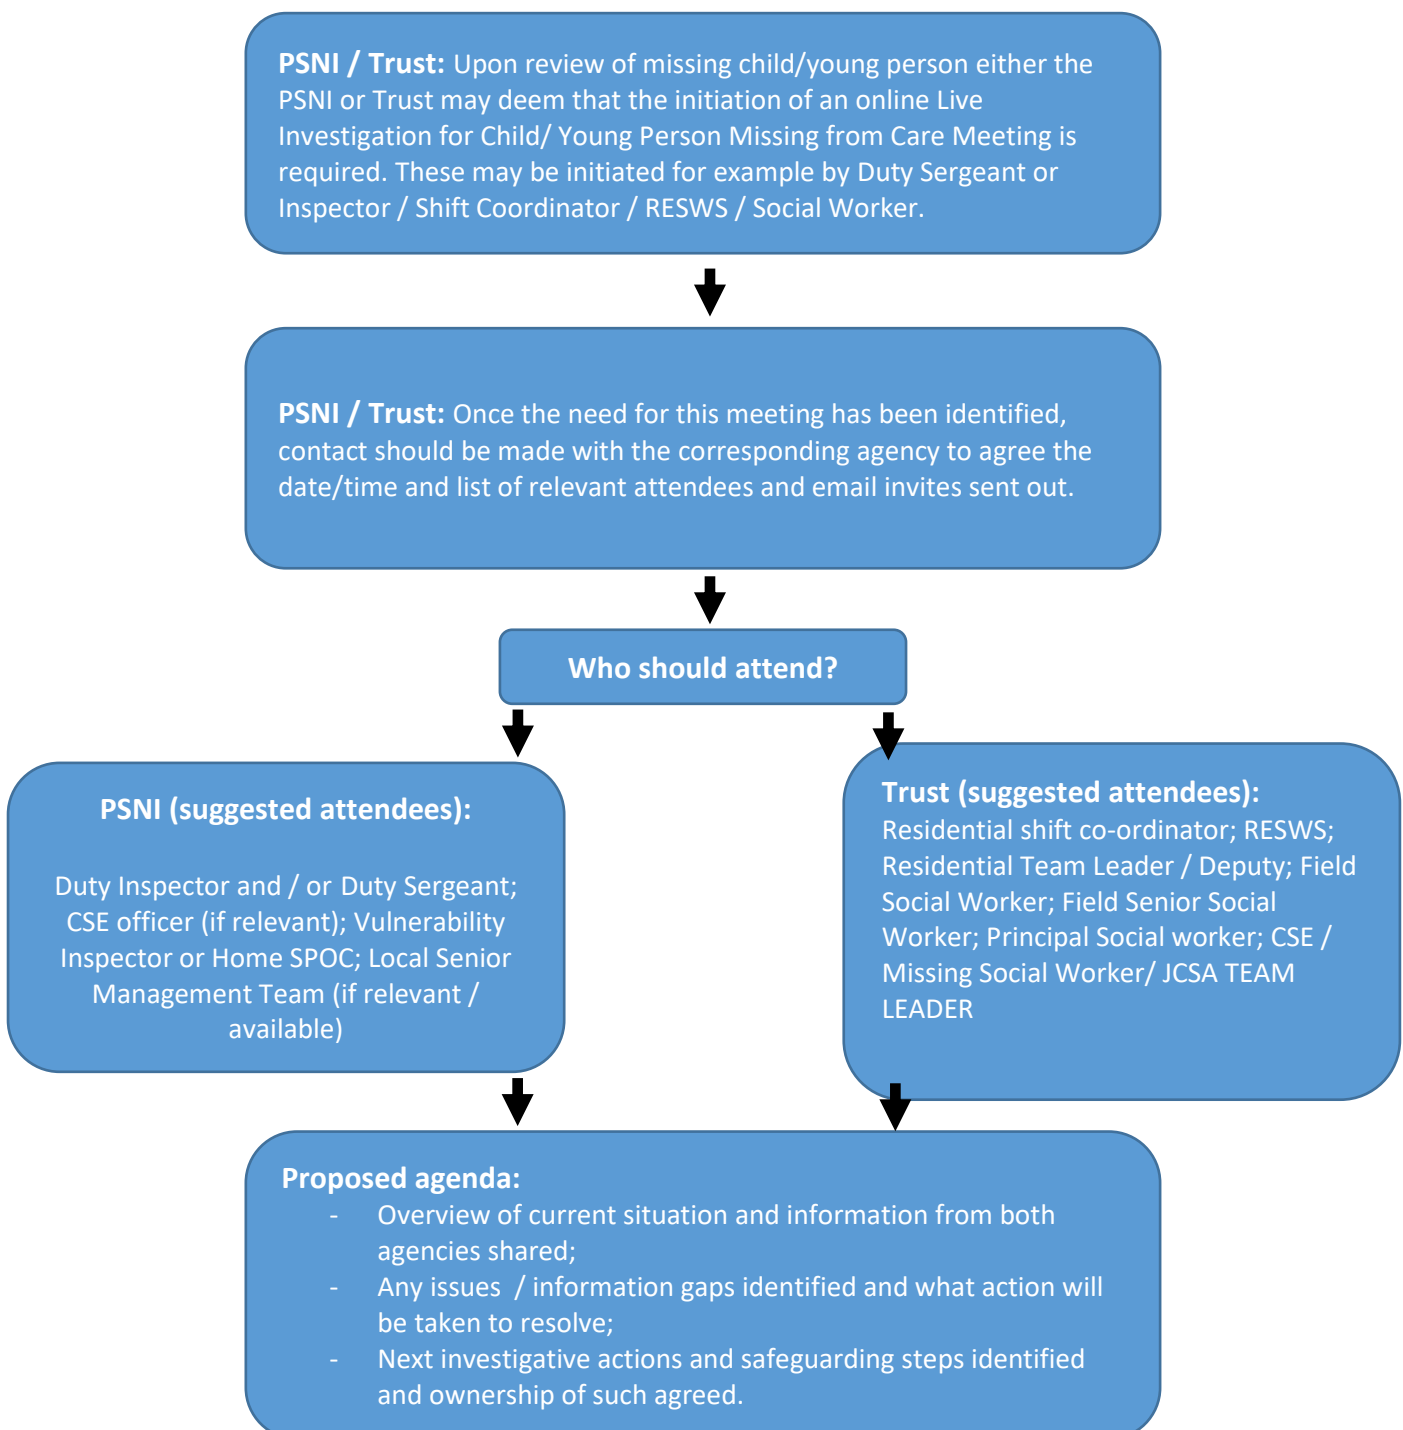 PSNI / Trust: Upon review of missing child/young person either the
PSNI or Trust may deem that the initiation of an online Live
Investigation for Child/ Young Person Missing from Care Meeting is
required. These may be initiated for example by Duty Sergeant or
Inspector / Shift Coordinator / RESWS / Social Worker.
PSNI / Trust: Once the need for this meeting has been identified,
contact should be made with the corresponding agency to agree the
date/time and list of relevant attendees and email invites sent out.
Who should attend?
PSNI (suggested attendees):
Duty Inspector and / or Duty Sergeant;
CSE officer (if relevant); Vulnerability
Inspector or Home SPOC; Local Senior
Management Team (if relevant /
available)
Trust (suggested attendees):
Residential shift co-ordinator; RESWS;
Residential Team Leader / Deputy; Field
Social Worker; Field Senior Social
Worker; Principal Social worker; CSE /
Missing Social Worker/ JCSA TEAM
LEADER
Proposed agenda:
- Overview of current situation and information from both
agencies shared;
- Any issues / information gaps identified and what action will
be taken to resolve;
- Next investigative actions and safeguarding steps identified
and ownership of such agreed.